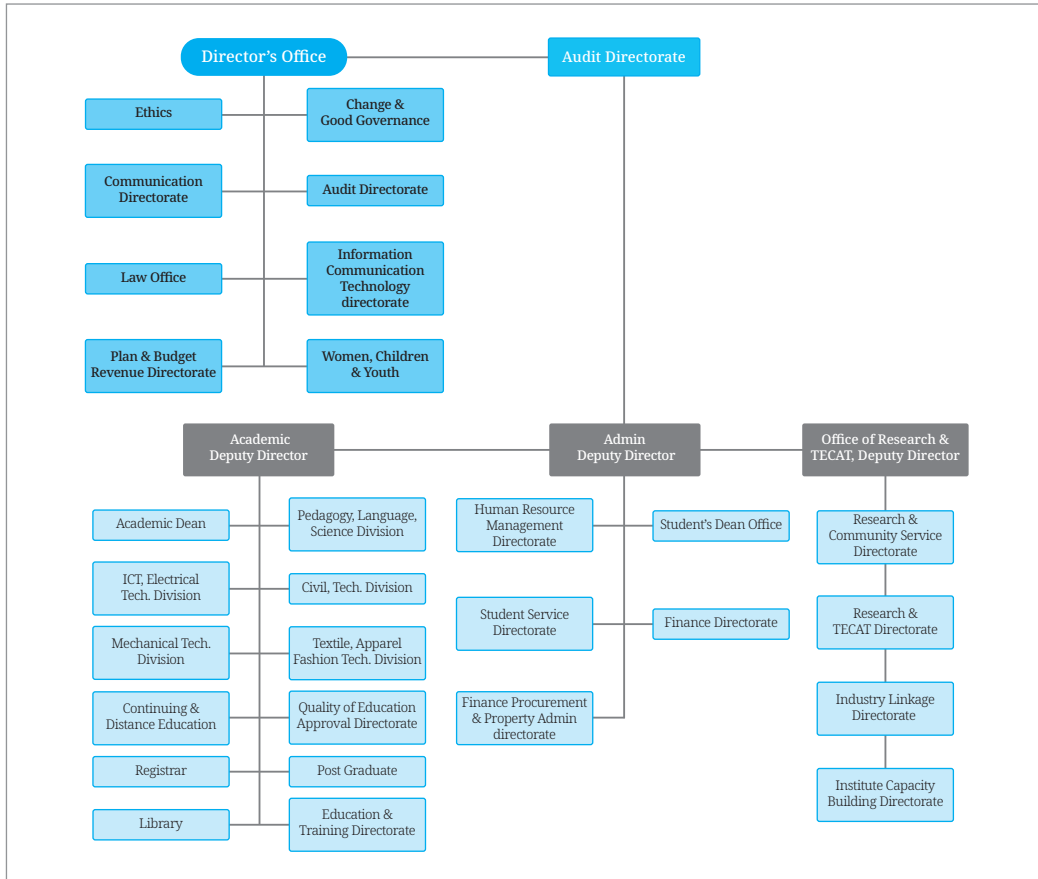 Director's Office
Audit Directorate
Ethics
Change &
Good Governance
Communication
Directorate
Audit Directorate
Law Office
Information
Communication
Technology
directorate
Plan & Budget
Revenue Directorate
Women, Children
& Youth
Academic
Deputy Director
Admin
Deputy Director
Office of Research &
TECAT, Deputy Director
Academic Dean
Pedagogy, Language,
Science Division
ICT, Electrical
Tech. Division
Civil, Tech. Division
Mechanical Tech.
Division
Textile, Apparel
Fashion Tech. Division
Continuing &
Distance Education
Quality of Education
Approval Directorate
Registrar
Post Graduate
Library
Education &
Training Directorate
Human Resource
Management
Directorate
Student's Dean Office
Student Service
Directorate
Finance Directorate
Finance Procurement
& Property Admin
directorate
Research &
Community Service
Directorate
Research &
TECAT Directorate
Industry Linkage
Directorate
Institute Capacity
Building Directorate